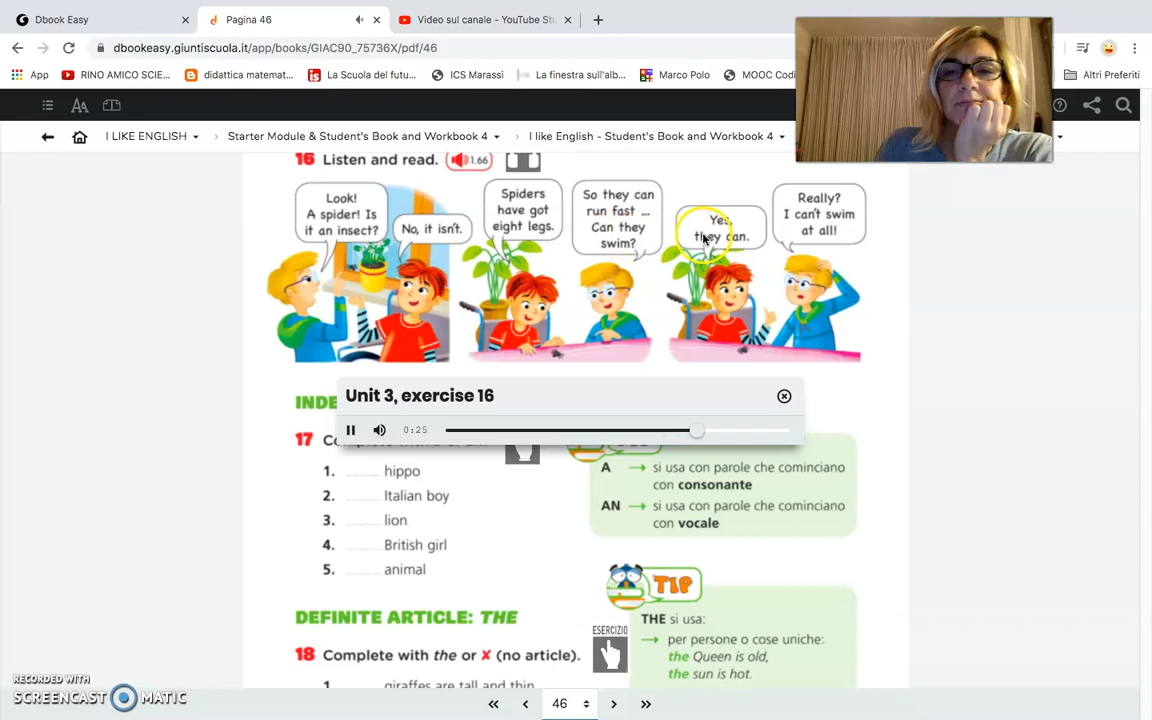 Dbook Easy
Pagina 46
Video sul canale - YouTube Stu
dbookeasy.giuntiscuola.it/app/books/GIAC90_75736X/pdf/46
App
RINO AMICO SCIE...
didattica matemat...
La Scuola del futu...
ICS Marassi
La finestra sull'alb...
Marco Polo
MOOC Codi
Altri Preferiti
I LIKE ENGLISH
Starter Module & Student's Book and Workbook 4
I like English - Student's Book and Workbook 4
16 Listen and read. 1.66
Look!
A spider! Is
it an insect?
No, it isn't.
Spiders
have got
eight legs.
So they can
run fast ...
Can they
swim?
Yes,
they can.
Really?
I can't swim
at all!
Unit 3, exercise 16
0:25
INDE
17
1. hippo
2. Italian boy
3. lion
4. British girl
5. animal
A → si usa con parole che cominciano
con consonante
AN → si usa con parole che cominciano
con vocale
DEFINITE ARTICLE: THE
ESERCIZIO
18 Complete with the or ✘ (no article).
1. giraffes are tall and thin
TIP
THE si usa:
→ per persone o cose uniche:
the Queen is old,
the sun is hot.
RECORDED WITH
SCREENCAST MATIC
46